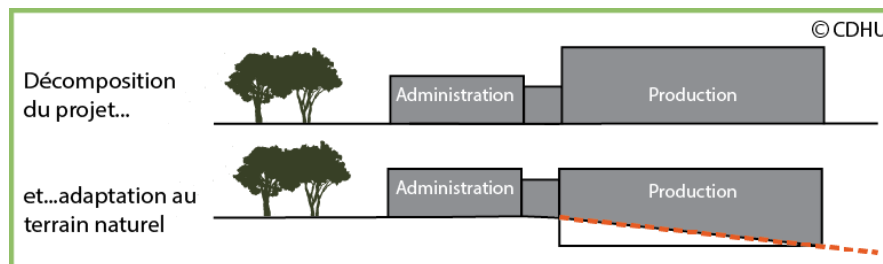 © CDHU
Décomposition
du projet...
Administration
Production
et...adaptation au
terrain naturel
Administration
Production